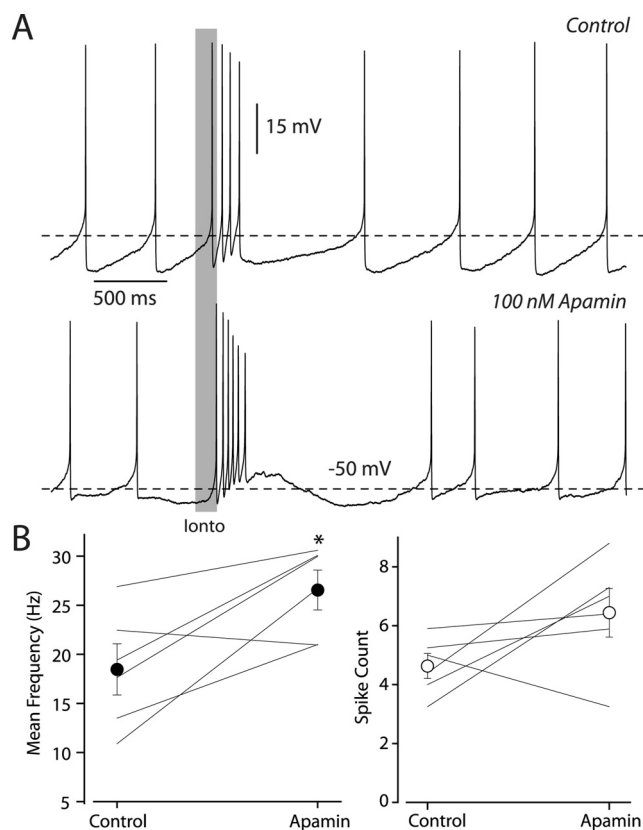 A
Control
15 mV
500 ms
100 nM Apamin
-50 mV
Ionto
B
*
Mean Frequency (Hz)
30
25
20
15
10
5
Control
Apamin
Spike Count
8
6
4
2
0
Control
Apamin